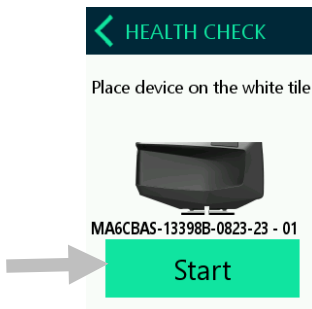 HEALTH CHECK
Place device on the white tile
MA6CBAS-13398B-0823-23 - 01
Start